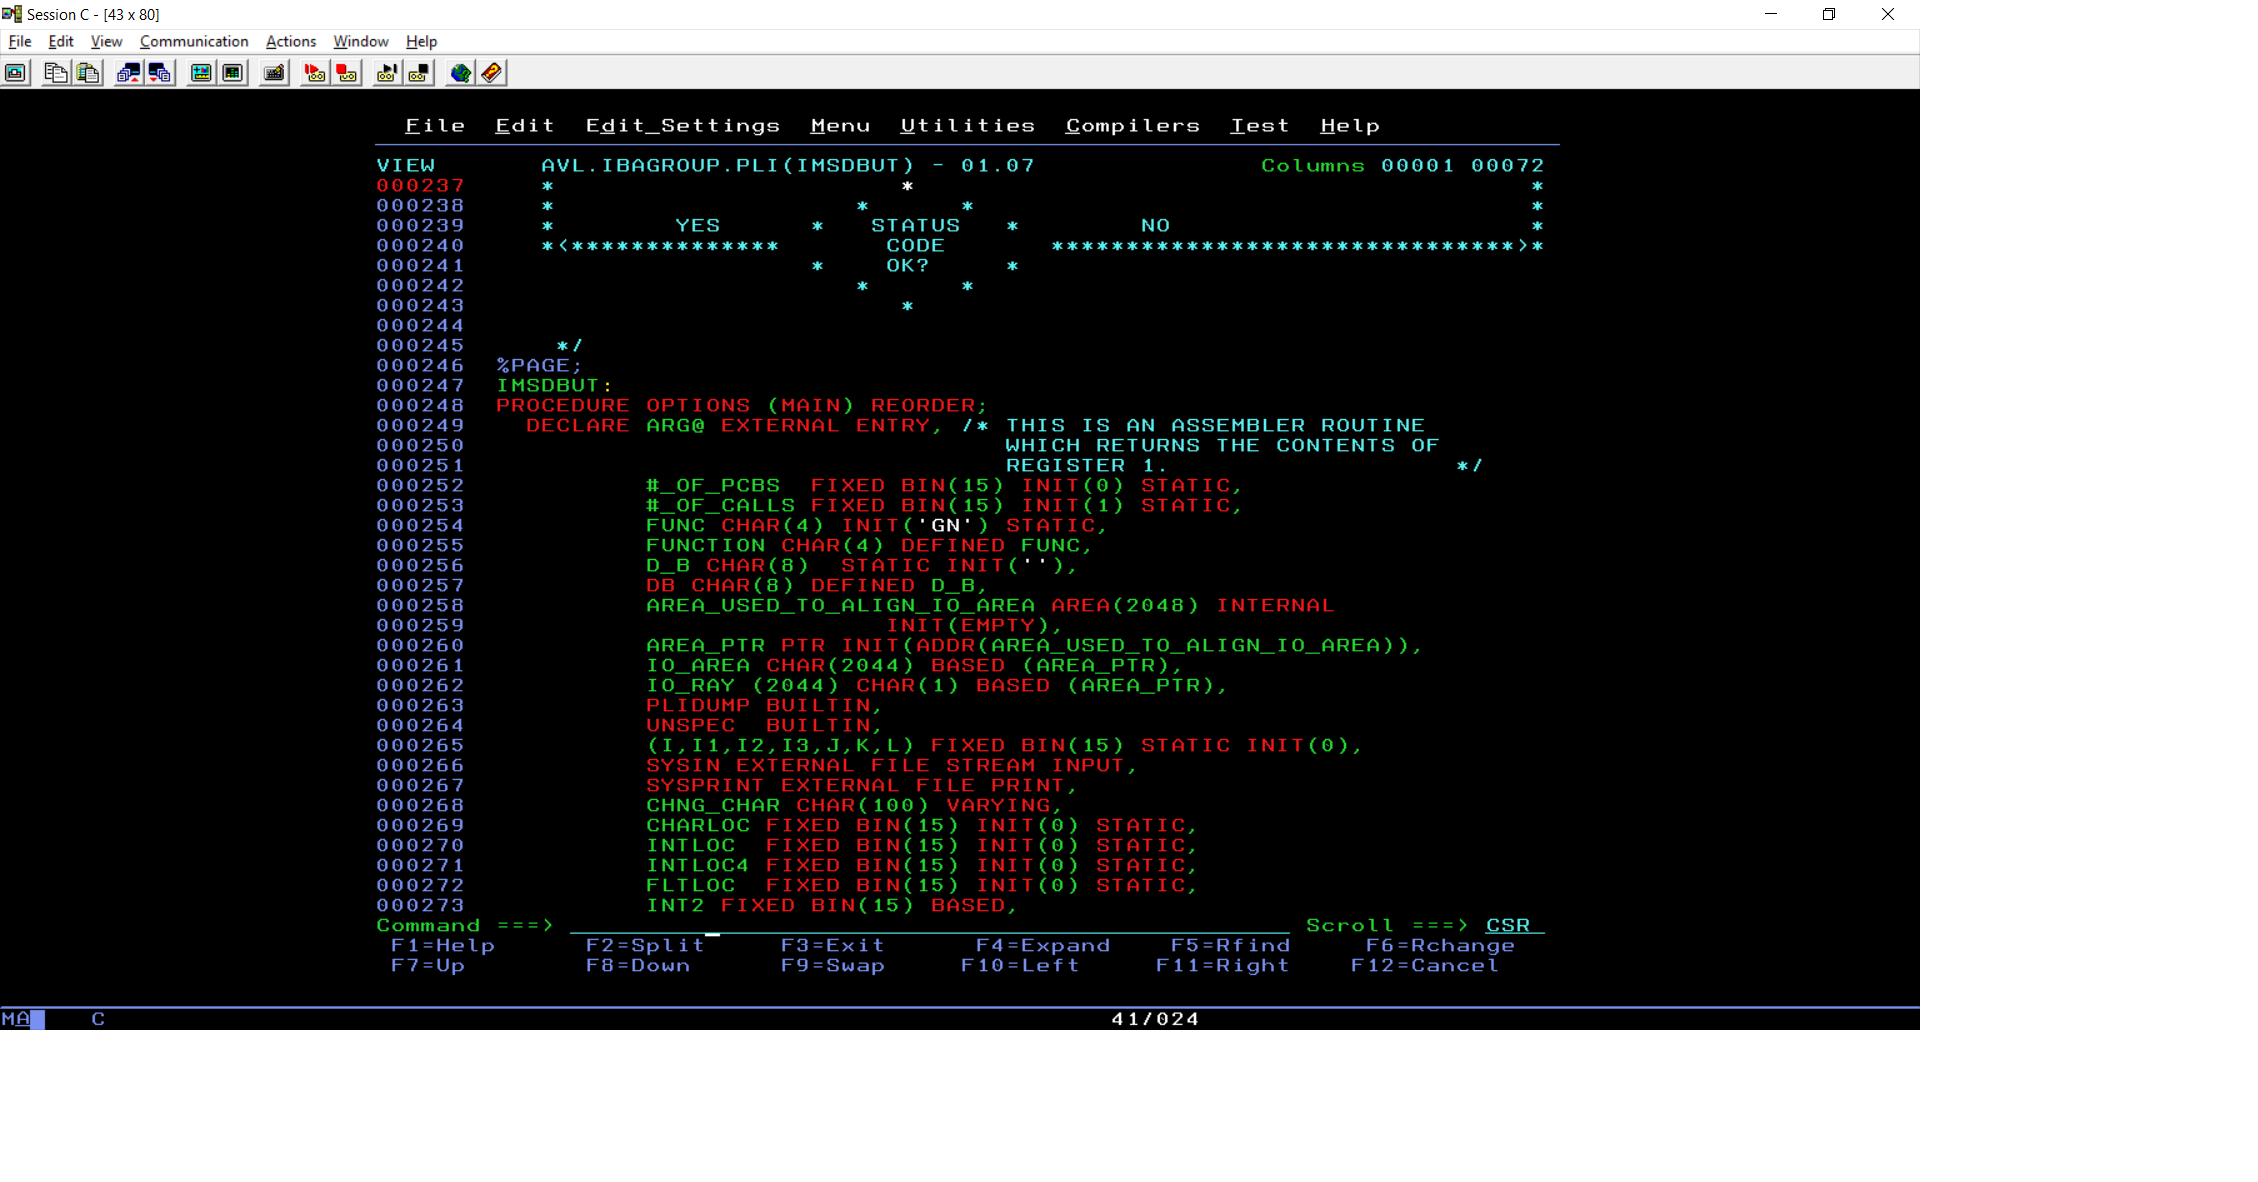 Session C - [43 x 80]
File Edit View Communication Actions Window Help
File Edit Edit_Settings Menu Utilities Compilers Test Help
VIEW AVL.IBAGROUP.PLI(IMSDBUT) - 01.07 Columns 00001 00072
000237 * * *
000238 * * * *
000239 * YES * STATUS * NO *
000240 *<************** CODE *******************************>*
000241 * OK? *
000242 * *
000243 *
000244
000245 */
000246 %PAGE;
000247 IMSDBUT:
000248 PROCEDURE OPTIONS (MAIN) REORDER;
000249 DECLARE ARG@ EXTERNAL ENTRY, /* THIS IS AN ASSEMBLER ROUTINE
000250 WHICH RETURNS THE CONTENTS OF
000251 REGISTER 1. */
000252 #_OF_PCBS FIXED BIN(15) INIT(0) STATIC,
000253 #_OF_CALLS FIXED BIN(15) INIT(1) STATIC,
000254 FUNC CHAR(4) INIT('GN') STATIC,
000255 FUNCTION CHAR(4) DEFINED FUNC,
000256 D_B CHAR(8) STATIC INIT(''),
000257 DB CHAR(8) DEFINED D_B,
000258 AREA_USED_TO_ALIGN_IO_AREA AREA(2048) INTERNAL
000259 INIT(EMPTY),
000260 AREA_PTR PTR INIT(ADDR(AREA_USED_TO_ALIGN_IO_AREA)),
000261 IO_AREA CHAR(2044) BASED (AREA_PTR),
000262 IO_RAY (2044) CHAR(1) BASED (AREA_PTR),
000263 PLIDUMP BUILTIN,
000264 UNSPEC BUILTIN,
000265 (I,I1,I2,I3,J,K,L) FIXED BIN(15) STATIC INIT(0),
000266 SYSIN EXTERNAL FILE STREAM INPUT,
000267 SYSPRINT EXTERNAL FILE PRINT,
000268 CHNG_CHAR CHAR(100) VARYING,
000269 CHARLOC FIXED BIN(15) INIT(0) STATIC,
000270 INTLOC FIXED BIN(15) INIT(0) STATIC,
000271 INTLOC4 FIXED BIN(15) INIT(0) STATIC,
000272 FLTLOC FIXED BIN(15) INIT(0) STATIC,
000273 INT2 FIXED BIN(15) BASED,
Command ===> Scroll ===> CSR
F1=Help F2=Split F3=Exit F4=Expand F5=Rfind F6=Rchange
F7=Up F8=Down F9=Swap F10=Left F11=Right F12=Cancel
MA C 41/024